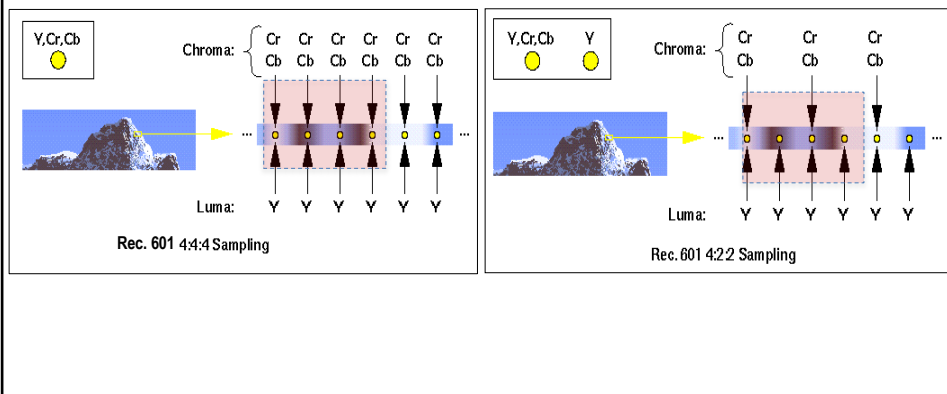 Y,Cr,Cb
Chroma:
Cr Cr Cr Cr Cr Cr
Cb Cb Cb Cb Cb Cb
... ...
Luma:
Y Y Y Y Y Y
Rec. 601 4:4:4 Sampling
Y,Cr,Cb Y
Chroma:
Cr Cr Cr
Cb Cb Cb
... ...
Luma:
Y Y Y Y Y Y
Rec. 601 4:2:2 Sampling